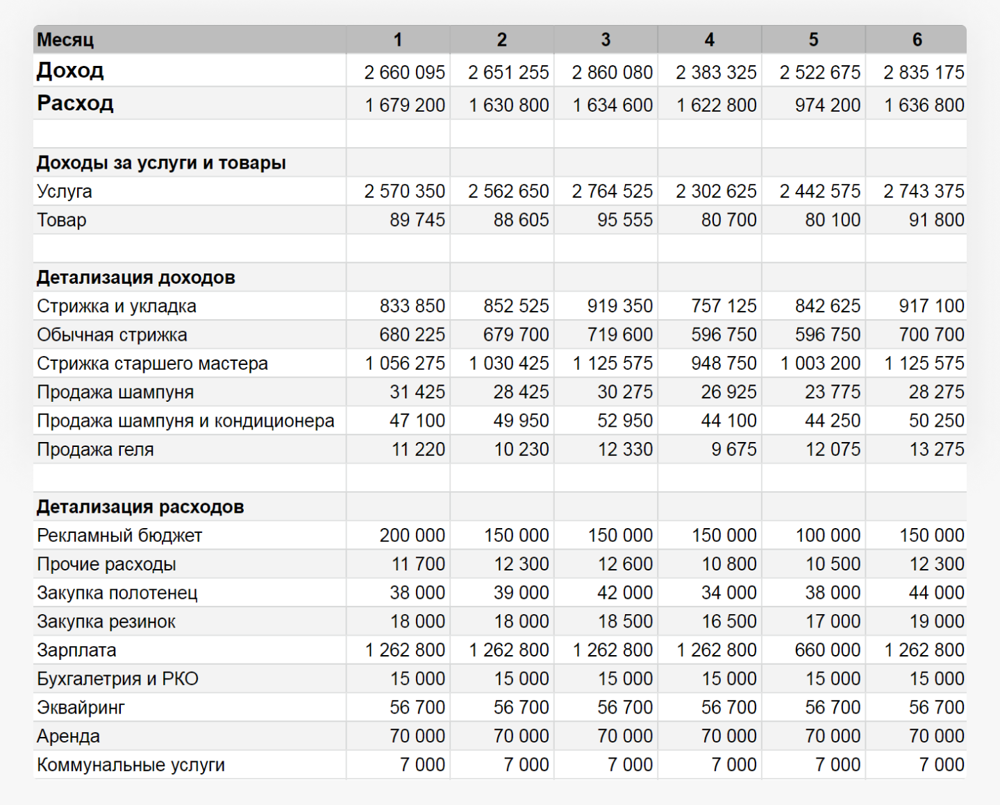 Месяц 1 2 3 4 5 6
Доход 2 660 095 2 651 255 2 860 080 2 383 325 2 522 675 2 835 175
Расход 1 679 200 1 630 800 1 634 600 1 622 800 974 200 1 636 800
Доходы за услуги и товары
Услуга 2 570 350 2 562 650 2 764 525 2 302 625 2 442 575 2 743 375
Товар 89 745 88 605 95 555 80 700 80 100 91 800
Детализация доходов
Стрижка и укладка 833 850 852 525 919 350 757 125 842 625 917 100
Обычная стрижка 680 225 679 700 719 600 596 750 596 750 700 700
Стрижка старшего мастера 1 056 275 1 030 425 1 125 575 948 750 1 003 200 1 125 575
Продажа шампуня 31 425 28 425 30 275 26 925 23 775 28 275
Продажа шампуня и кондиционера 47 100 49 950 52 950 44 100 44 250 50 250
Продажа геля 11 220 10 230 12 330 9 675 12 075 13 275
Детализация расходов
Рекламный бюджет 200 000 150 000 150 000 150 000 100 000 150 000
Прочие расходы 11 700 12 300 12 600 10 800 10 500 12 300
Закупка полотенец 38 000 39 000 42 000 34 000 38 000 44 000
Закупка резинок 18 000 18 000 18 500 16 500 17 000 19 000
Зарплата 1 262 800 1 262 800 1 262 800 1 262 800 660 000 1 262 800
Бухгалетрия и РКО 15 000 15 000 15 000 15 000 15 000 15 000
Эквайринг 56 700 56 700 56 700 56 700 56 700 56 700
Аренда 70 000 70 000 70 000 70 000 70 000 70 000
Коммунальные услуги 7 000 7 000 7 000 7 000 7 000 7 000